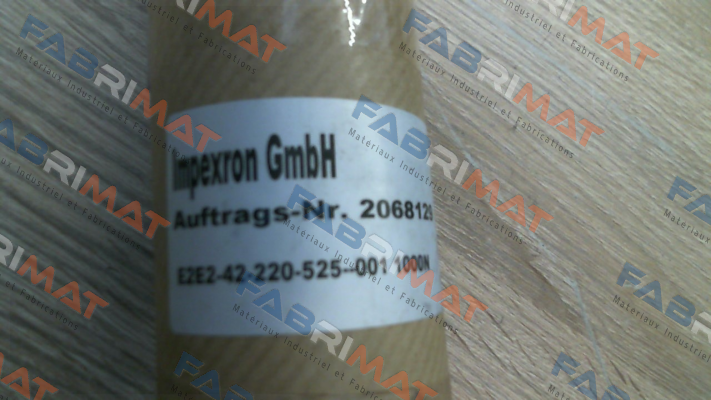 Impexron GmbH
Auftrags-Nr. 2068129
E2E2-42-220-525--001 1000N
FABRIMAT
Matériaux Industriel et Fabrications